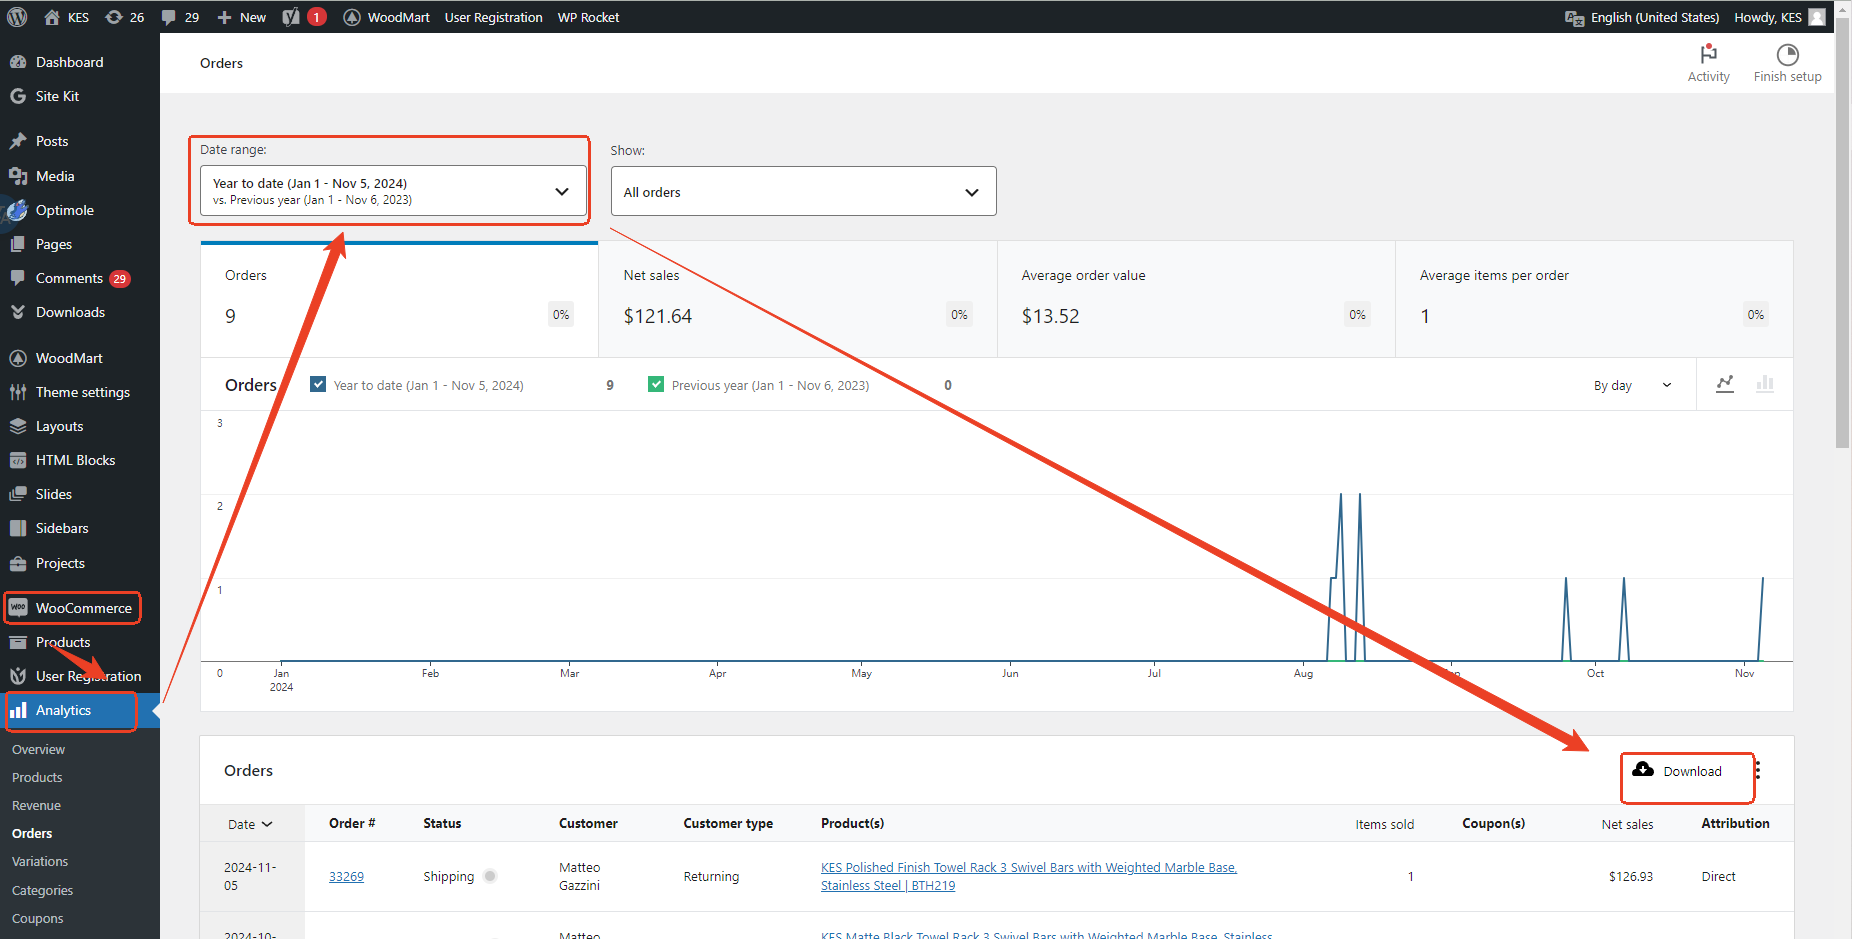 KES 26 29 New 1 WoodMart User Registration WP Rocket English (United States) Howdy, KES
Dashboard
Site Kit
Posts
Media
Optimole
Pages
Comments 29
Downloads
WoodMart
Theme settings
Layouts
HTML Blocks
Slides
Sidebars
Projects
WooCommerce
Products
User Registration
Analytics
Overview
Products
Revenue
Orders
Variations
Categories
Coupons
Orders
Activity Finish setup
Date range: Show:
Year to date (Jan 1 - Nov 5, 2024)
vs. Previous year (Jan 1 - Nov 6, 2023)
All orders
Orders Net sales Average order value Average items per order
9 0% $121.64 0% $13.52 0% 1 0%
Orders Year to date (Jan 1 - Nov 5, 2024) 9 Previous year (Jan 1 - Nov 6, 2023) 0 By day
3
2
1
0 Jan Feb Mar Apr May Jun Jul Aug Oct Nov
2024
Orders Download
Date Order # Status Customer Customer type Product(s) Items sold Coupon(s) Net sales Attribution
2024-11-
05
33269 Shipping
Matteo
Gazzini
Returning
KES Polished Finish Towel Rack 3 Swivel Bars with Weighted Marble Base,
Stainless Steel | BTH219
1 $126.93 Direct
2024-10- Matteo KES Matte Black Towel Rack 3 Swivel Bars with Weighted Marble Base, Stainless